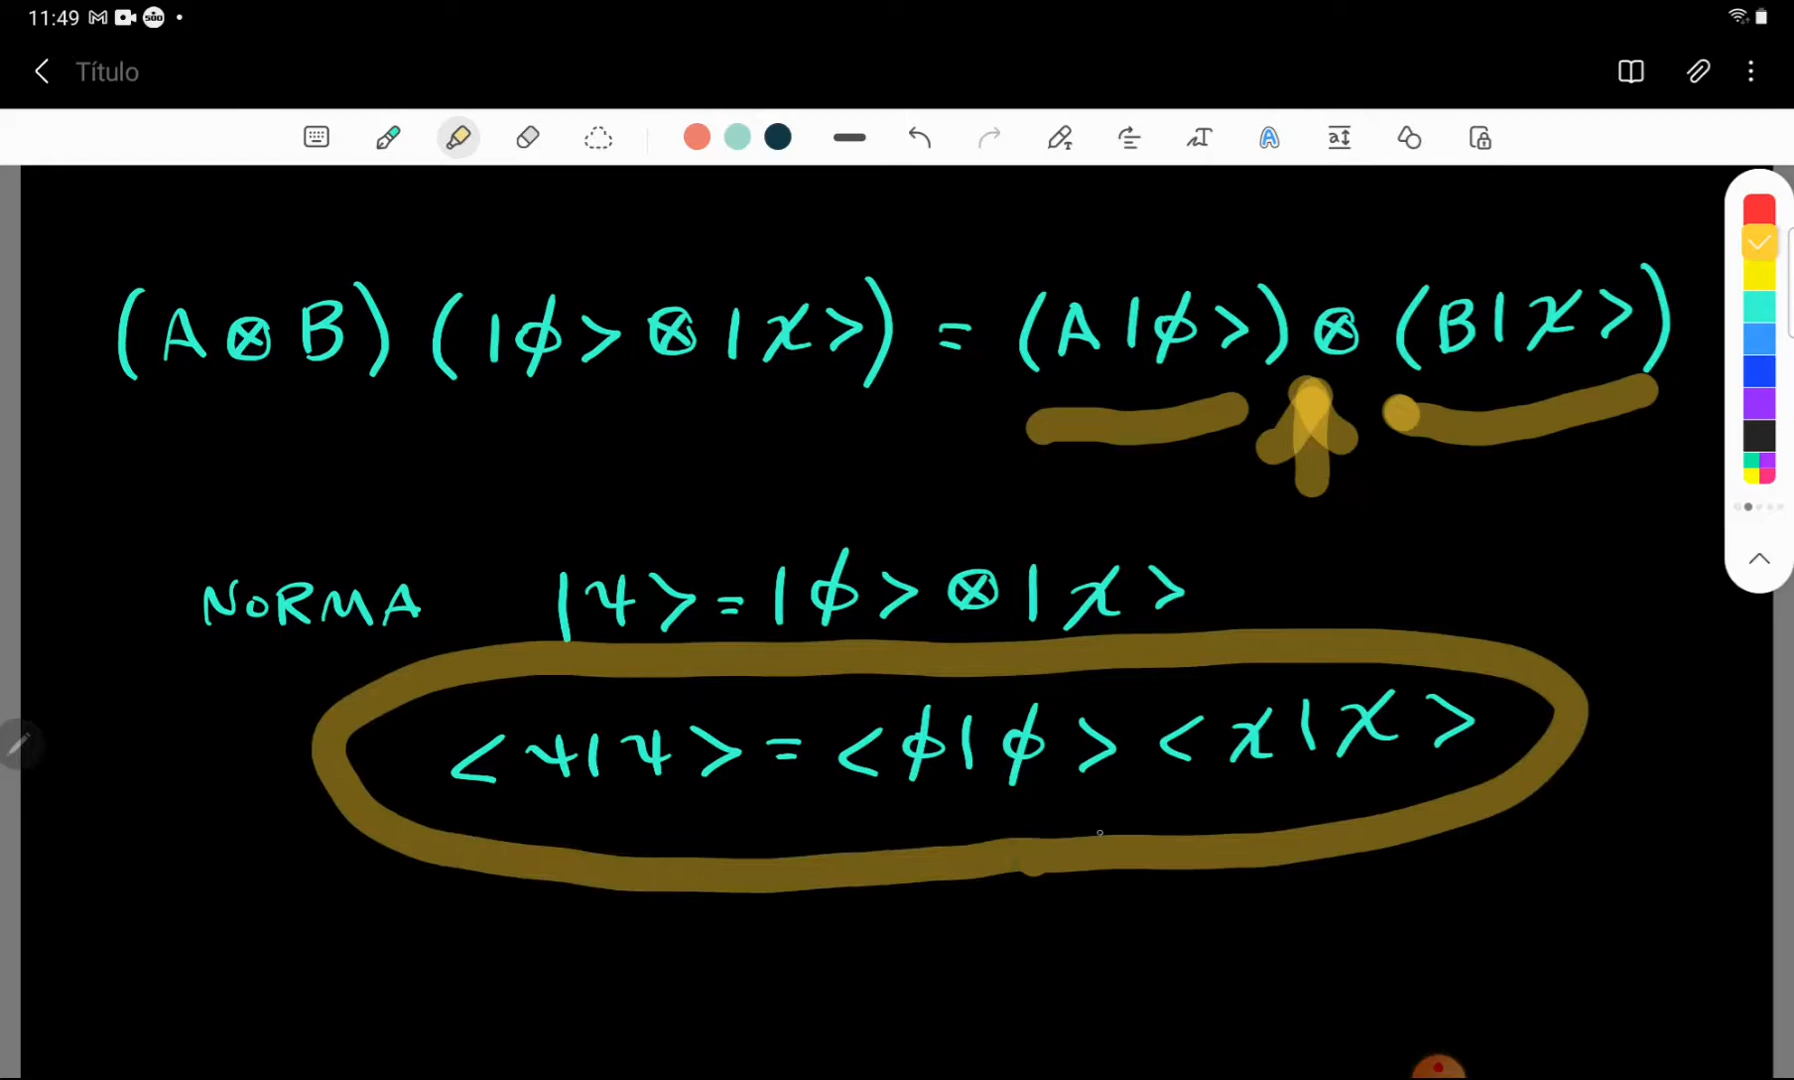 11:49
Título
(A ⊗ B) (|ϕ> ⊗ |χ>) = (A|ϕ>) ⊗ (B|χ>)
NORMA |ψ> = |ϕ> ⊗ |χ>
<ψ|ψ> = <ϕ|ϕ> <χ|χ>